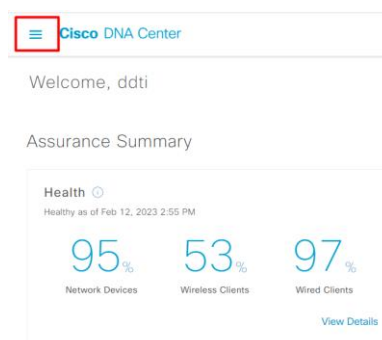 Cisco DNA Center
Welcome, ddti
Assurance Summary
Health
Healthy as of Feb 12, 2023 2:55 PM
95% 53% 97%
Network Devices Wireless Clients Wired Clients
View Details